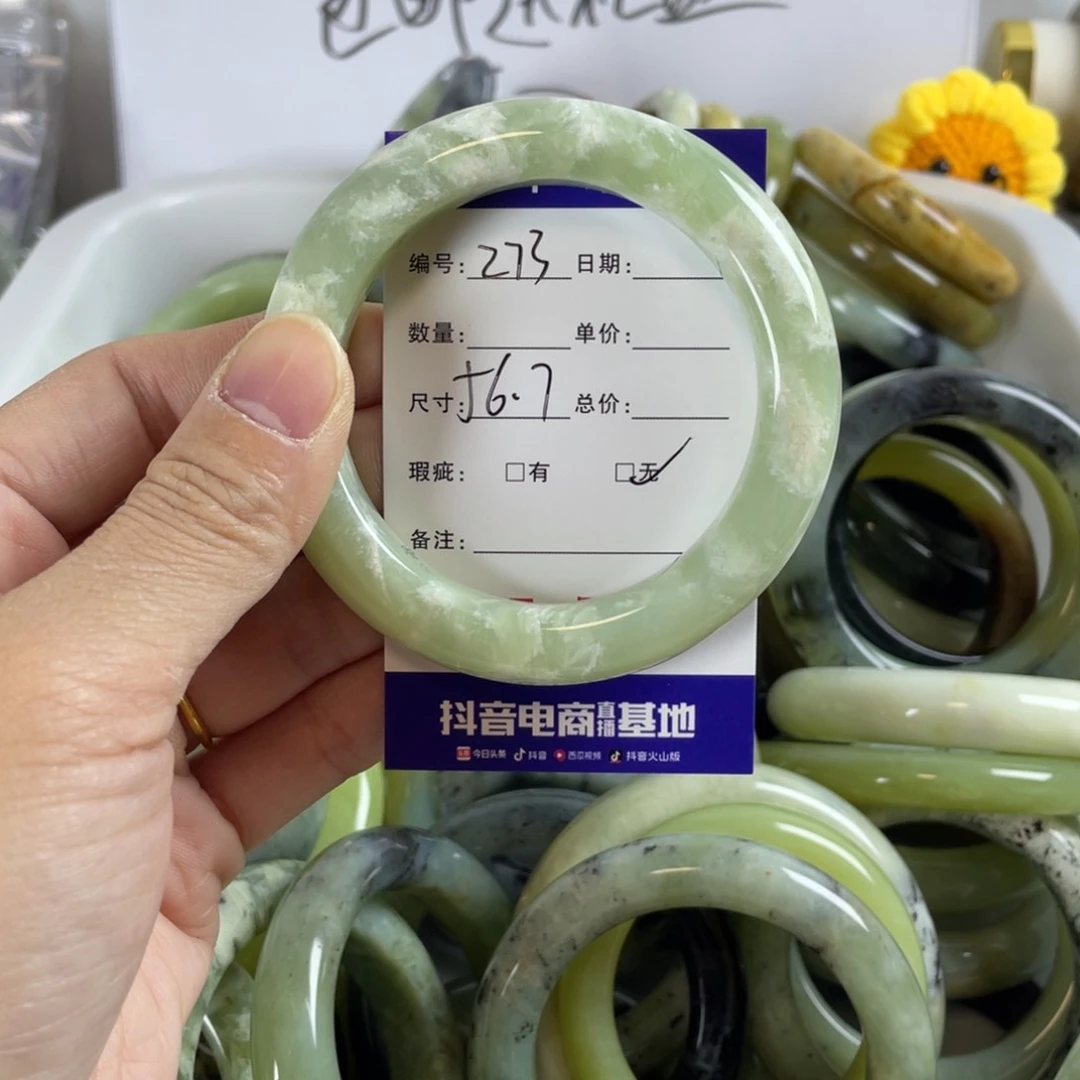 编号: 273 日期:
数量: 单价:
尺寸: 56.7 总价:
瑕疵: □有 □无
备注:
抖音电商直播基地
今日头条 抖音 西瓜视频 抖音火山版